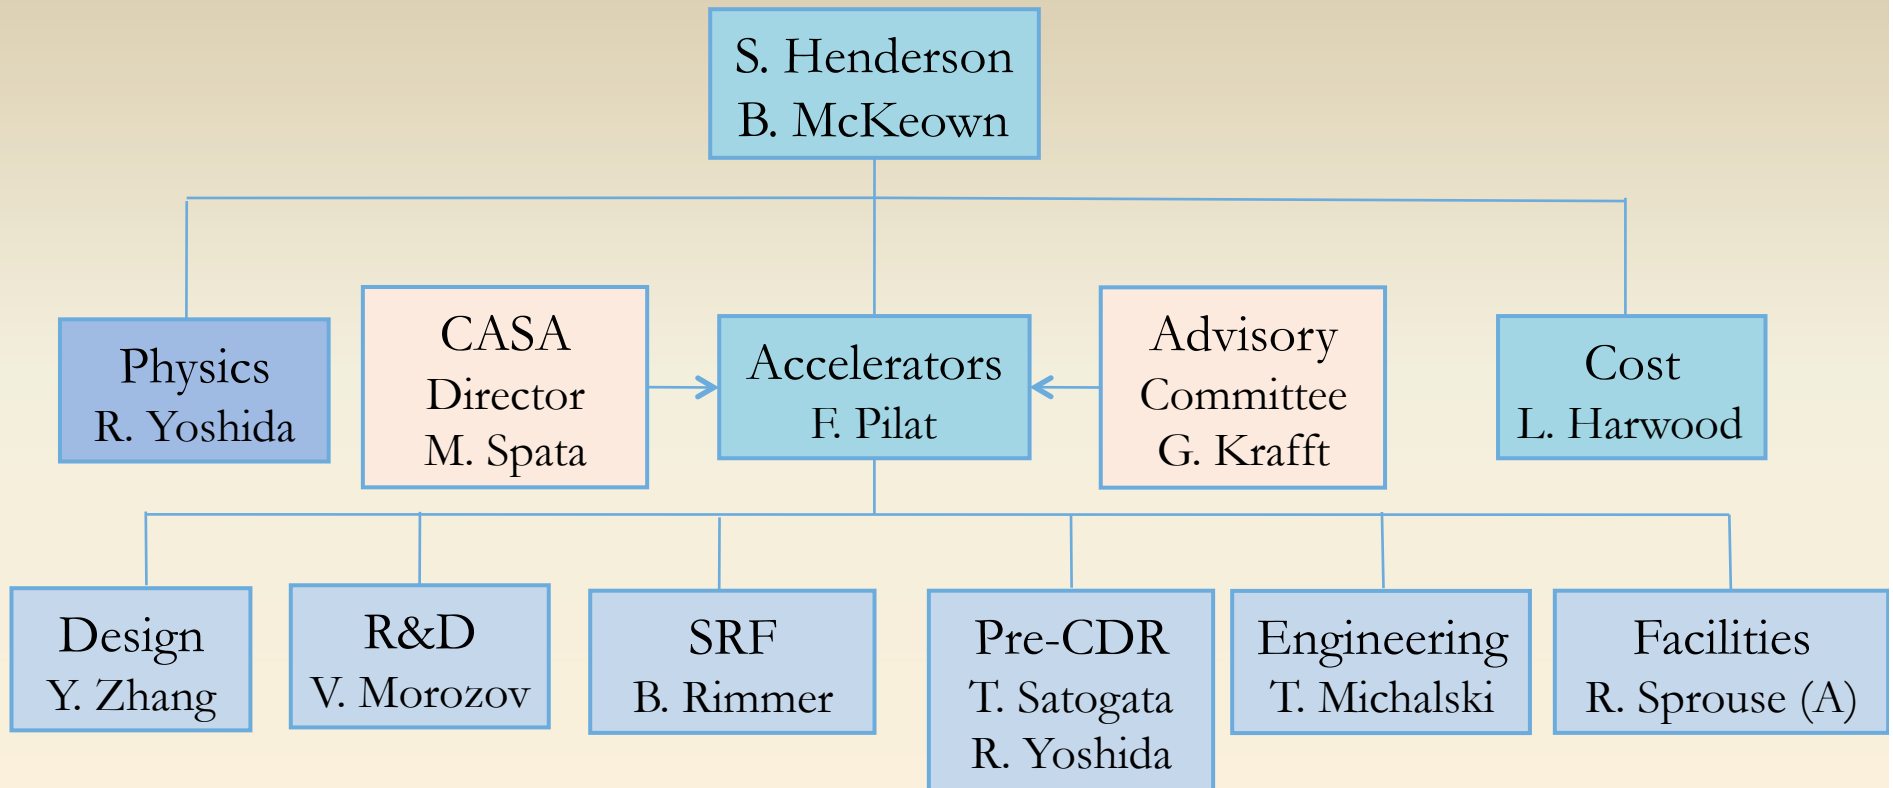 S. Henderson
B. McKeown
Physics
R. Yoshida
CASA
Director
M. Spata
Accelerators
F. Pilat
Advisory
Committee
G. Krafft
Cost
L. Harwood
Design
Y. Zhang
R&D
V. Morozov
SRF
B. Rimmer
Pre-CDR
T. Satogata
R. Yoshida
Engineering
T. Michalski
Facilities
R. Sprouse (A)